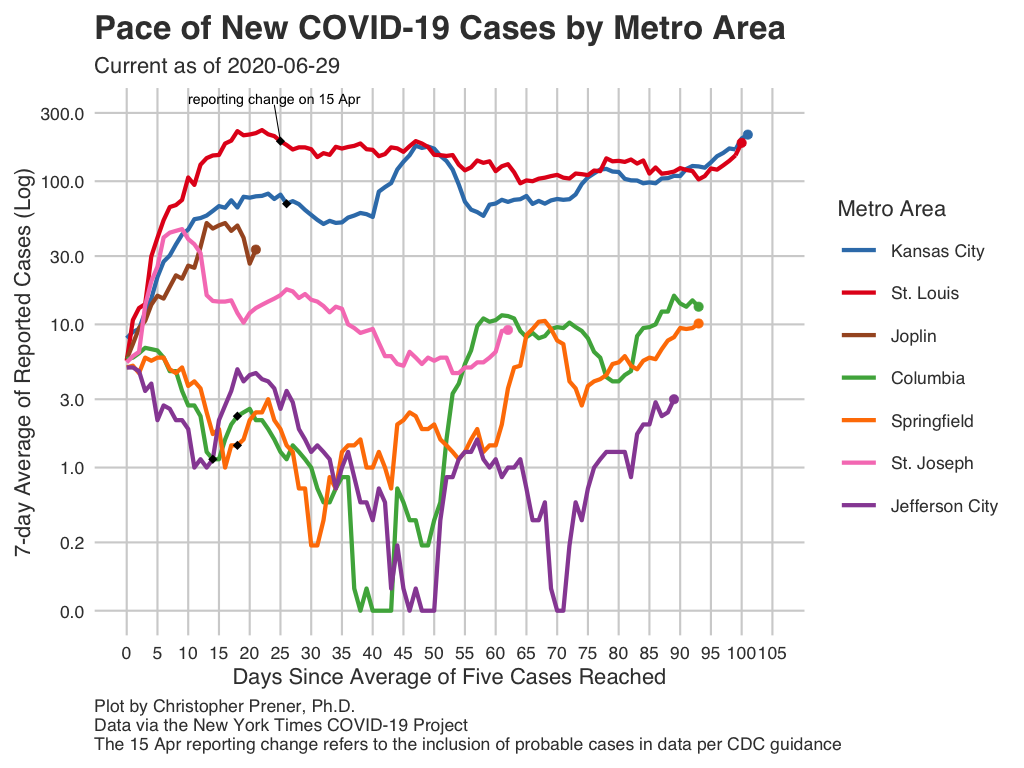 Pace of New COVID-19 Cases by Metro Area
Current as of 2020-06-29
reporting change on 15 Apr
7-day Average of Reported Cases (Log)
300.0
100.0
30.0
10.0
3.0
1.0
0.2
0.0
0 5 10 15 20 25 30 35 40 45 50 55 60 65 70 75 80 85 90 95 100 105
Days Since Average of Five Cases Reached
Metro Area
Kansas City
St. Louis
Joplin
Columbia
Springfield
St. Joseph
Jefferson City
Plot by Christopher Prener, Ph.D.
Data via the New York Times COVID-19 Project
The 15 Apr reporting change refers to the inclusion of probable cases in data per CDC guidance